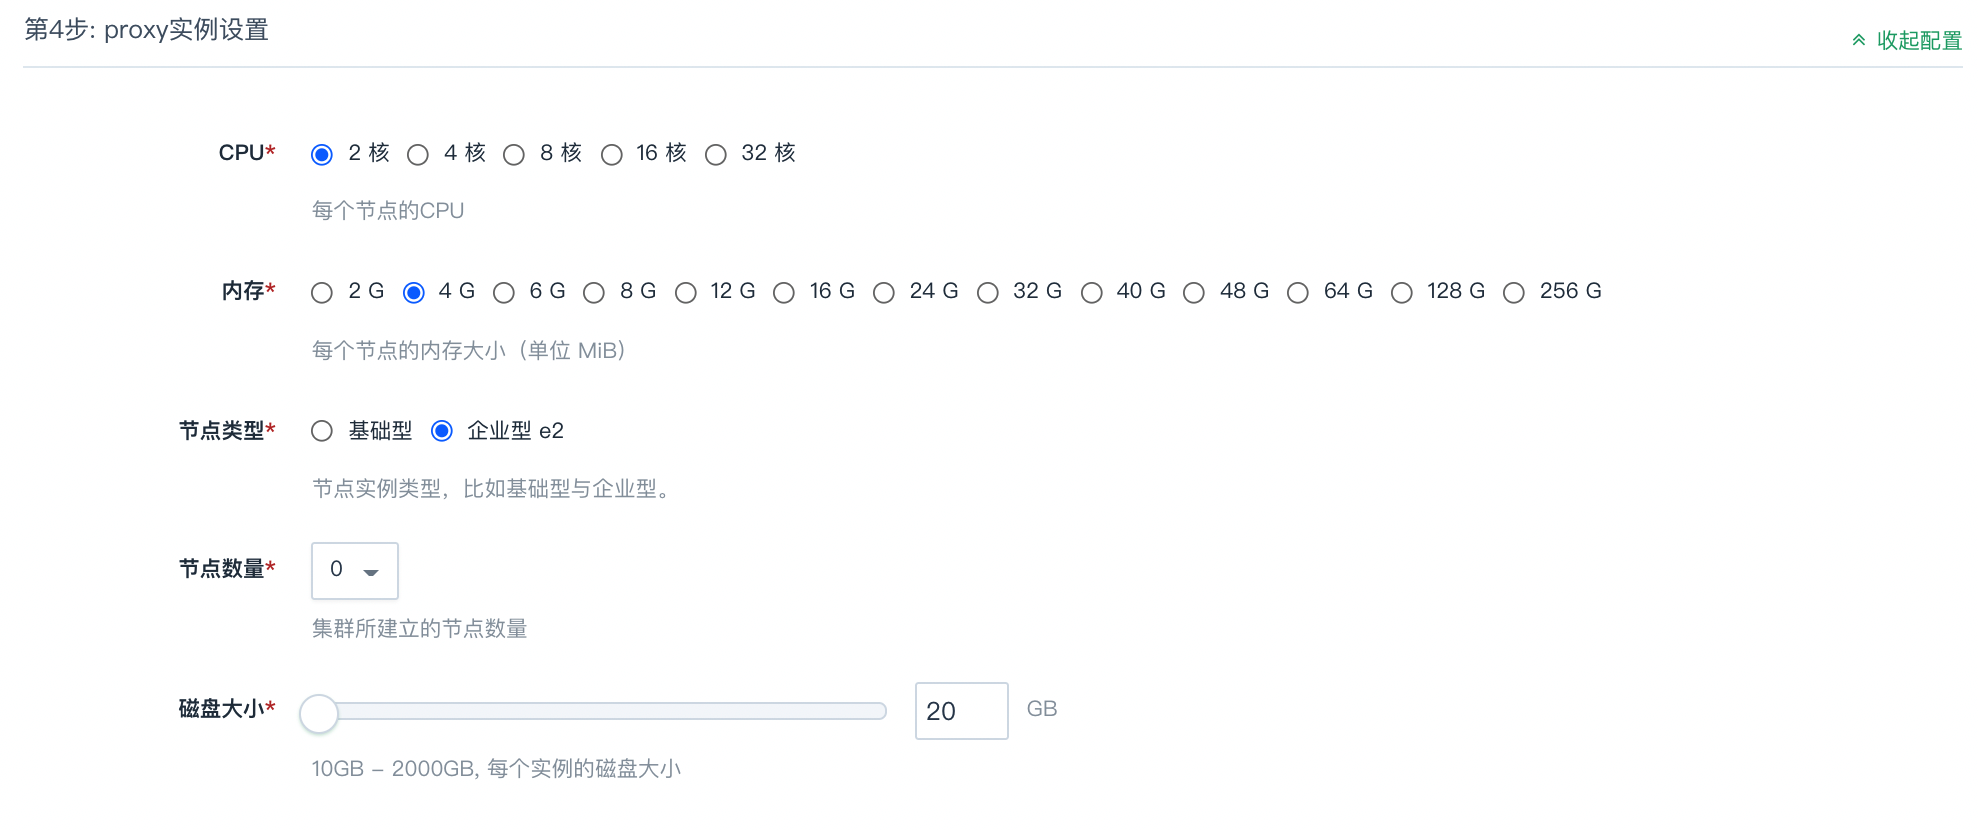 第4步: proxy实例设置
收起配置
CPU* 2 核 4 核 8 核 16 核 32 核
每个节点的CPU
内存* 2 G 4 G 6 G 8 G 12 G 16 G 24 G 32 G 40 G 48 G 64 G 128 G 256 G
每个节点的内存大小（单位 MiB）
节点类型* 基础型 企业型 e2
节点实例类型，比如基础型与企业型。
节点数量* 0
集群所建立的节点数量
磁盘大小* 20 GB
10GB – 2000GB, 每个实例的磁盘大小